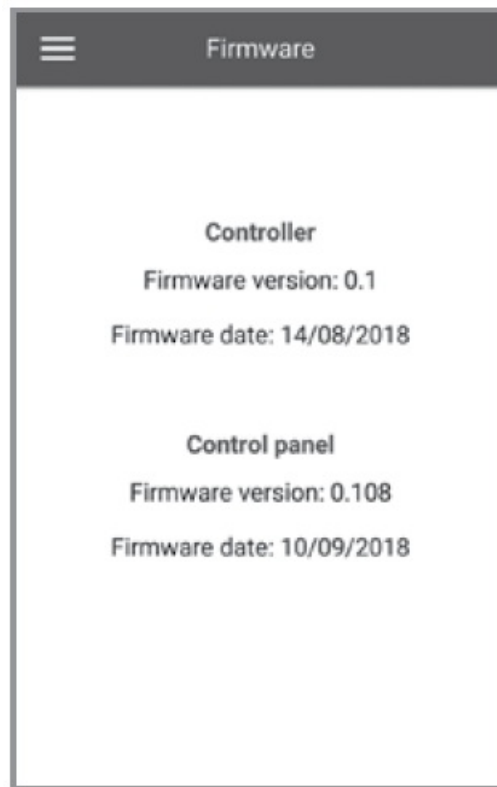 Firmware
Controller
Firmware version: 0.1
Firmware date: 14/08/2018
Control panel
Firmware version: 0.108
Firmware date: 10/09/2018